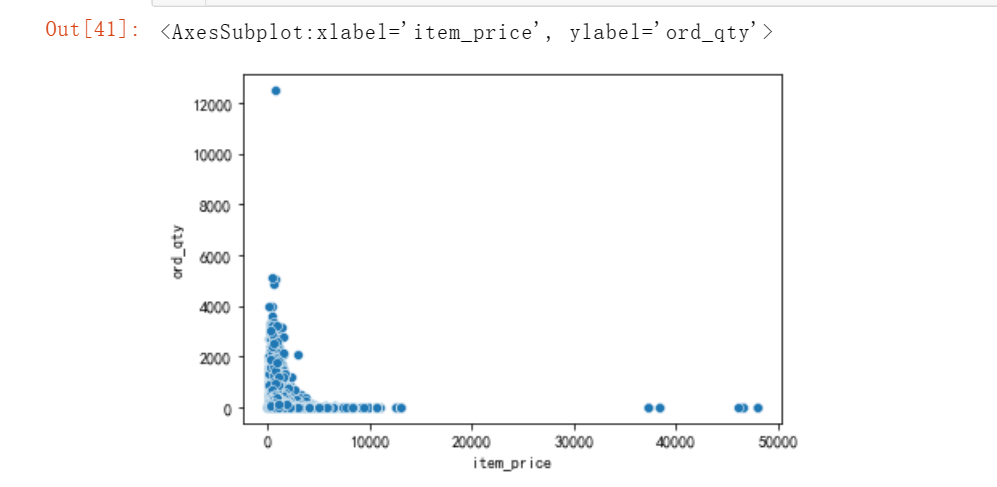 Out[41]: <AxesSubplot:xlabel='item_price', ylabel='ord_qty'>
12000
10000
8000
6000
4000
2000
0
ord_qty
0 10000 20000 30000 40000 50000
item_price